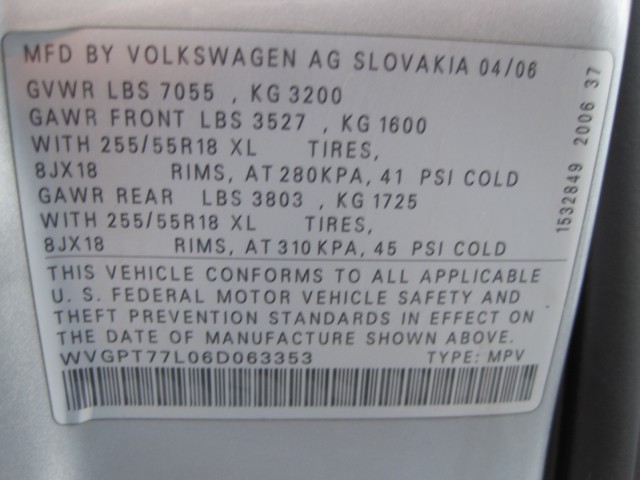 MFD BY VOLKSWAGEN AG SLOVAKIA 04/06
GVWR LBS 7055 , KG 3200
GAWR FRONT LBS 3527 , KG 1600
WITH 255/55R18 XL TIRES,
8JX18 RIMS, AT 280KPA, 41 PSI COLD
GAWR REAR LBS 3803 , KG 1725
WITH 255/55R18 XL TIRES,
8JX18 RIMS, AT 310KPA, 45 PSI COLD
THIS VEHICLE CONFORMS TO ALL APPLICABLE
U. S. FEDERAL MOTOR VEHICLE SAFETY AND
THEFT PREVENTION STANDARDS IN EFFECT ON
THE DATE OF MANUFACTURE SHOWN ABOVE.
WVGPT77L06D063353 TYPE: MPV
1532849 2006 37